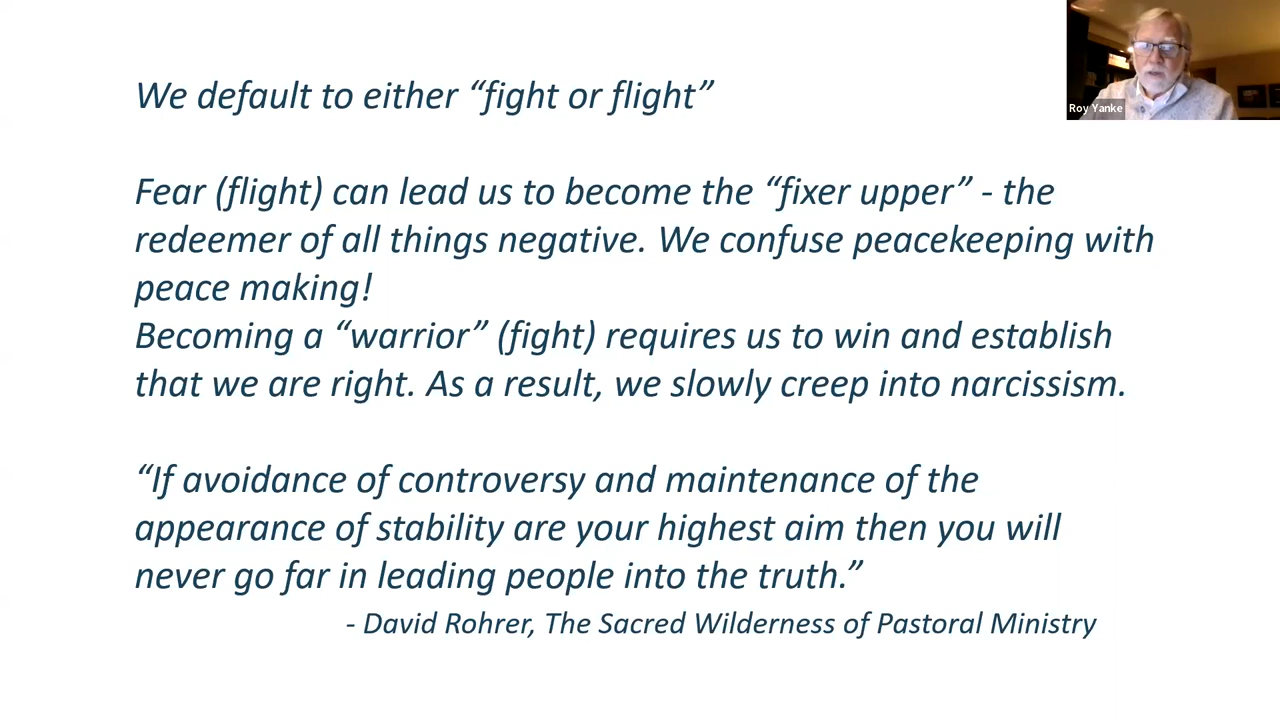 We default to either “fight or flight”
Roy Yanke
Fear (flight) can lead us to become the “fixer upper” - the
redeemer of all things negative. We confuse peacekeeping with
peace making!
Becoming a “warrior” (fight) requires us to win and establish
that we are right. As a result, we slowly creep into narcissism.
“If avoidance of controversy and maintenance of the
appearance of stability are your highest aim then you will
never go far in leading people into the truth.”
- David Rohrer, The Sacred Wilderness of Pastoral Ministry